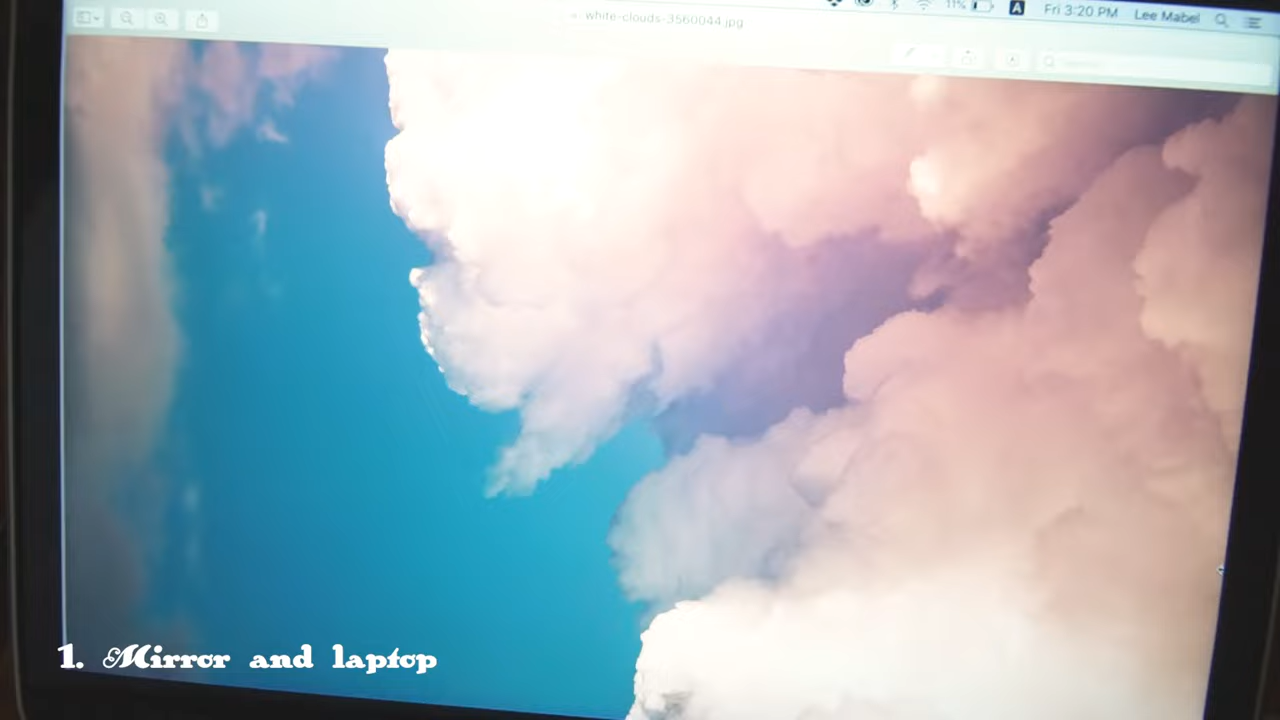 11% A Fri 3:20 PM Lee Mabel
white-clouds-3560044.jpg
1. Mirror and laptop